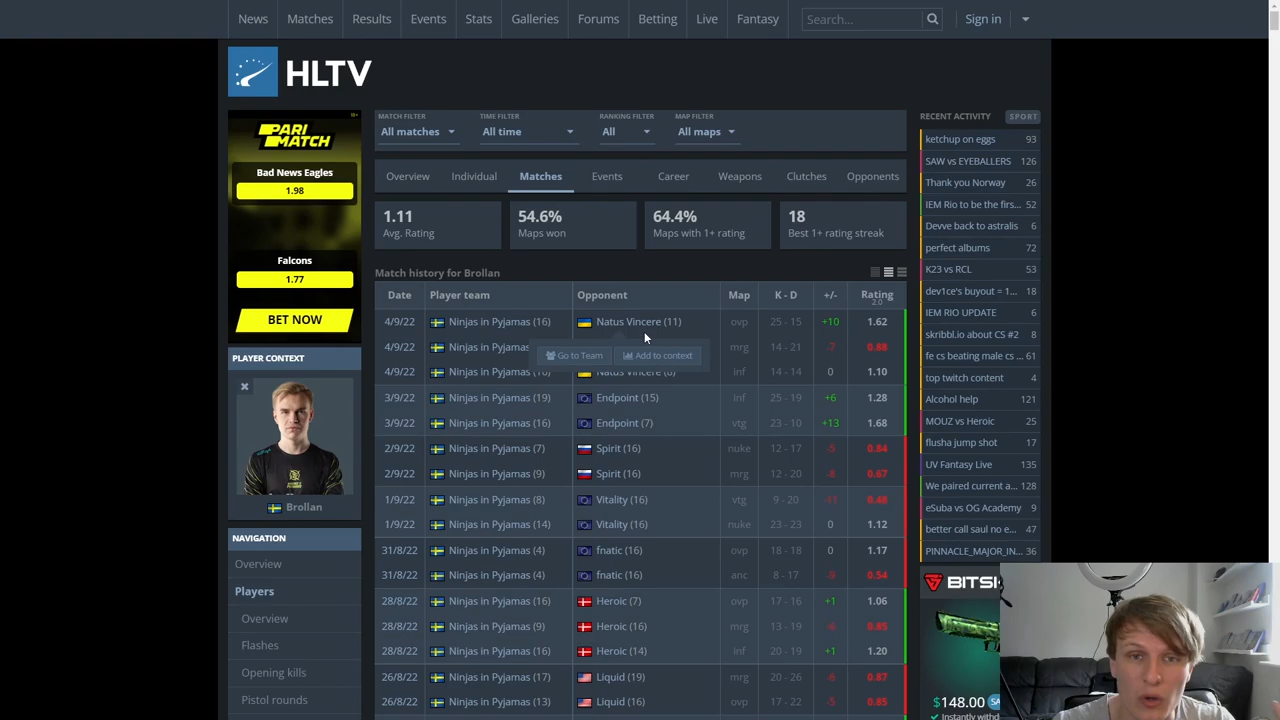 News Matches Results Events Stats Galleries Forums Betting Live Fantasy Search... Sign in
HLTV
PARI MATCH
Bad News Eagles
1.98
Falcons
1.77
BET NOW
PLAYER CONTEXT
Brollan
NAVIGATION
Overview
Players
Overview
Flashes
Opening kills
Pistol rounds
MATCH FILTER TIME FILTER RANKING FILTER MAP FILTER
All matches All time All All maps
Overview Individual Matches Events Career Weapons Clutches Opponents
1.11 54.6% 64.4% 18
Avg. Rating Maps won Maps with 1+ rating Best 1+ rating streak
Match history for Brollan
Date Player team Opponent Map K - D +/- Rating
2.0
4/9/22 Ninjas in Pyjamas (16) Natus Vincere (11) ovp 25 - 15 +10 1.62
4/9/22 Ninjas in Pyjamas mrg 14 - 21 -7 0.88
Go to Team Add to context
4/9/22 Ninjas in Pyjamas (16) Natus Vincere (8) inf 14 - 14 0 1.10
3/9/22 Ninjas in Pyjamas (19) Endpoint (15) inf 25 - 19 +6 1.28
3/9/22 Ninjas in Pyjamas (16) Endpoint (7) vtg 23 - 10 +13 1.68
2/9/22 Ninjas in Pyjamas (7) Spirit (16) nuke 12 - 17 -5 0.84
2/9/22 Ninjas in Pyjamas (9) Spirit (16) mrg 12 - 20 -8 0.67
1/9/22 Ninjas in Pyjamas (8) Vitality (16) vtg 9 - 20 -11 0.48
1/9/22 Ninjas in Pyjamas (14) Vitality (16) nuke 23 - 23 0 1.12
31/8/22 Ninjas in Pyjamas (4) fnatic (16) ovp 18 - 18 0 1.17
31/8/22 Ninjas in Pyjamas (4) fnatic (16) anc 8 - 17 -9 0.54
28/8/22 Ninjas in Pyjamas (16) Heroic (7) ovp 17 - 16 +1 1.06
28/8/22 Ninjas in Pyjamas (9) Heroic (16) mrg 13 - 19 -6 0.85
28/8/22 Ninjas in Pyjamas (16) Heroic (14) inf 20 - 19 +1 1.20
26/8/22 Ninjas in Pyjamas (17) Liquid (19) mrg 20 - 26 -6 0.87
26/8/22 Ninjas in Pyjamas (13) Liquid (16) mrg 12 - 17 -5 0.85
RECENT ACTIVITY SPORT
ketchup on eggs 93
SAW vs EYEBALLERS 126
Thank you Norway 26
IEM Rio to be the firs... 52
Devve back to astralis 6
perfect albums 72
K23 vs RCL 53
dev1ce's buyout = 1... 18
IEM RIO UPDATE 6
skribbl.io about CS #2 8
fe cs beating male cs ... 61
top twitch content 4
Alcohol help 121
MOUZ vs Heroic 25
flusha jump shot 17
UV Fantasy Live 135
We paired current a... 128
eSuba vs OG Academy 9
better call saul no e... 47
PINNACLE_MAJOR_IN... 36
BITSK
$148.00 SA
Instantly withd